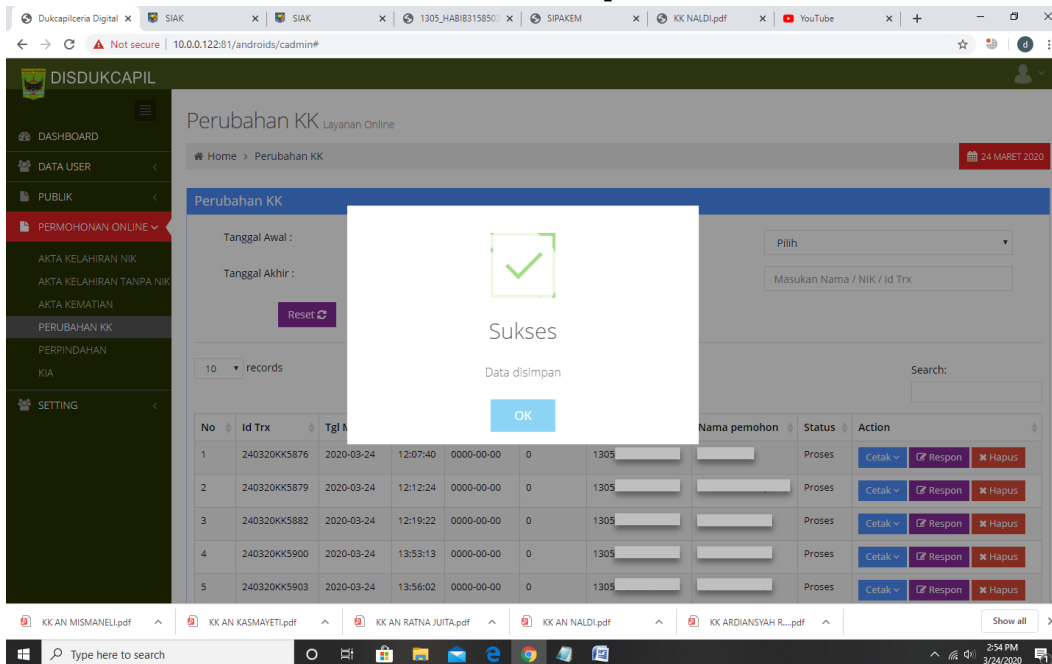 Dukcapilceria Digital
SIAK
SIAK
1305_HABIB315850
SIPAKEM
KK NALDI.pdf
YouTube
Not secure | 10.0.0.122:81/androids/cadmin#
d
DISDUKCAPIL
DASHBOARD
DATA USER
PUBLIK
PERMOHONAN ONLINE
AKTA KELAHIRAN NIK
AKTA KELAHIRAN TANPA NIK
AKTA KEMATIAN
PERUBAHAN KK
PERPINDAHAN
KIA
SETTING
Perubahan KK Layanan Online
Home > Perubahan KK
24 MARET 2020
Perubahan KK
Tanggal Awal :
Pilih
Tanggal Akhir :
Masukan Nama / NIK / Id Trx
Reset
Sukses
Data disimpan
OK
10 records
Search:
No Id Trx Tgl Nama pemohon Status Action
1 240320KK5876 2020-03-24 12:07:40 0000-00-00 0 1305 Proses Cetak Respon Hapus
2 240320KK5879 2020-03-24 12:12:24 0000-00-00 0 1305 Proses Cetak Respon Hapus
3 240320KK5882 2020-03-24 12:19:22 0000-00-00 0 1305 Proses Cetak Respon Hapus
4 240320KK5900 2020-03-24 13:53:13 0000-00-00 0 1305 Proses Cetak Respon Hapus
5 240320KK5903 2020-03-24 13:56:02 0000-00-00 0 1305 Proses Cetak Respon Hapus
KK AN MISMANELI.pdf
KK AN KASMAYETI.pdf
KK AN RATNA JUITA.pdf
KK AN NALDI.pdf
KK ARDIANSYAH R....pdf
Show all
Type here to search
2:54 PM
3/24/2020